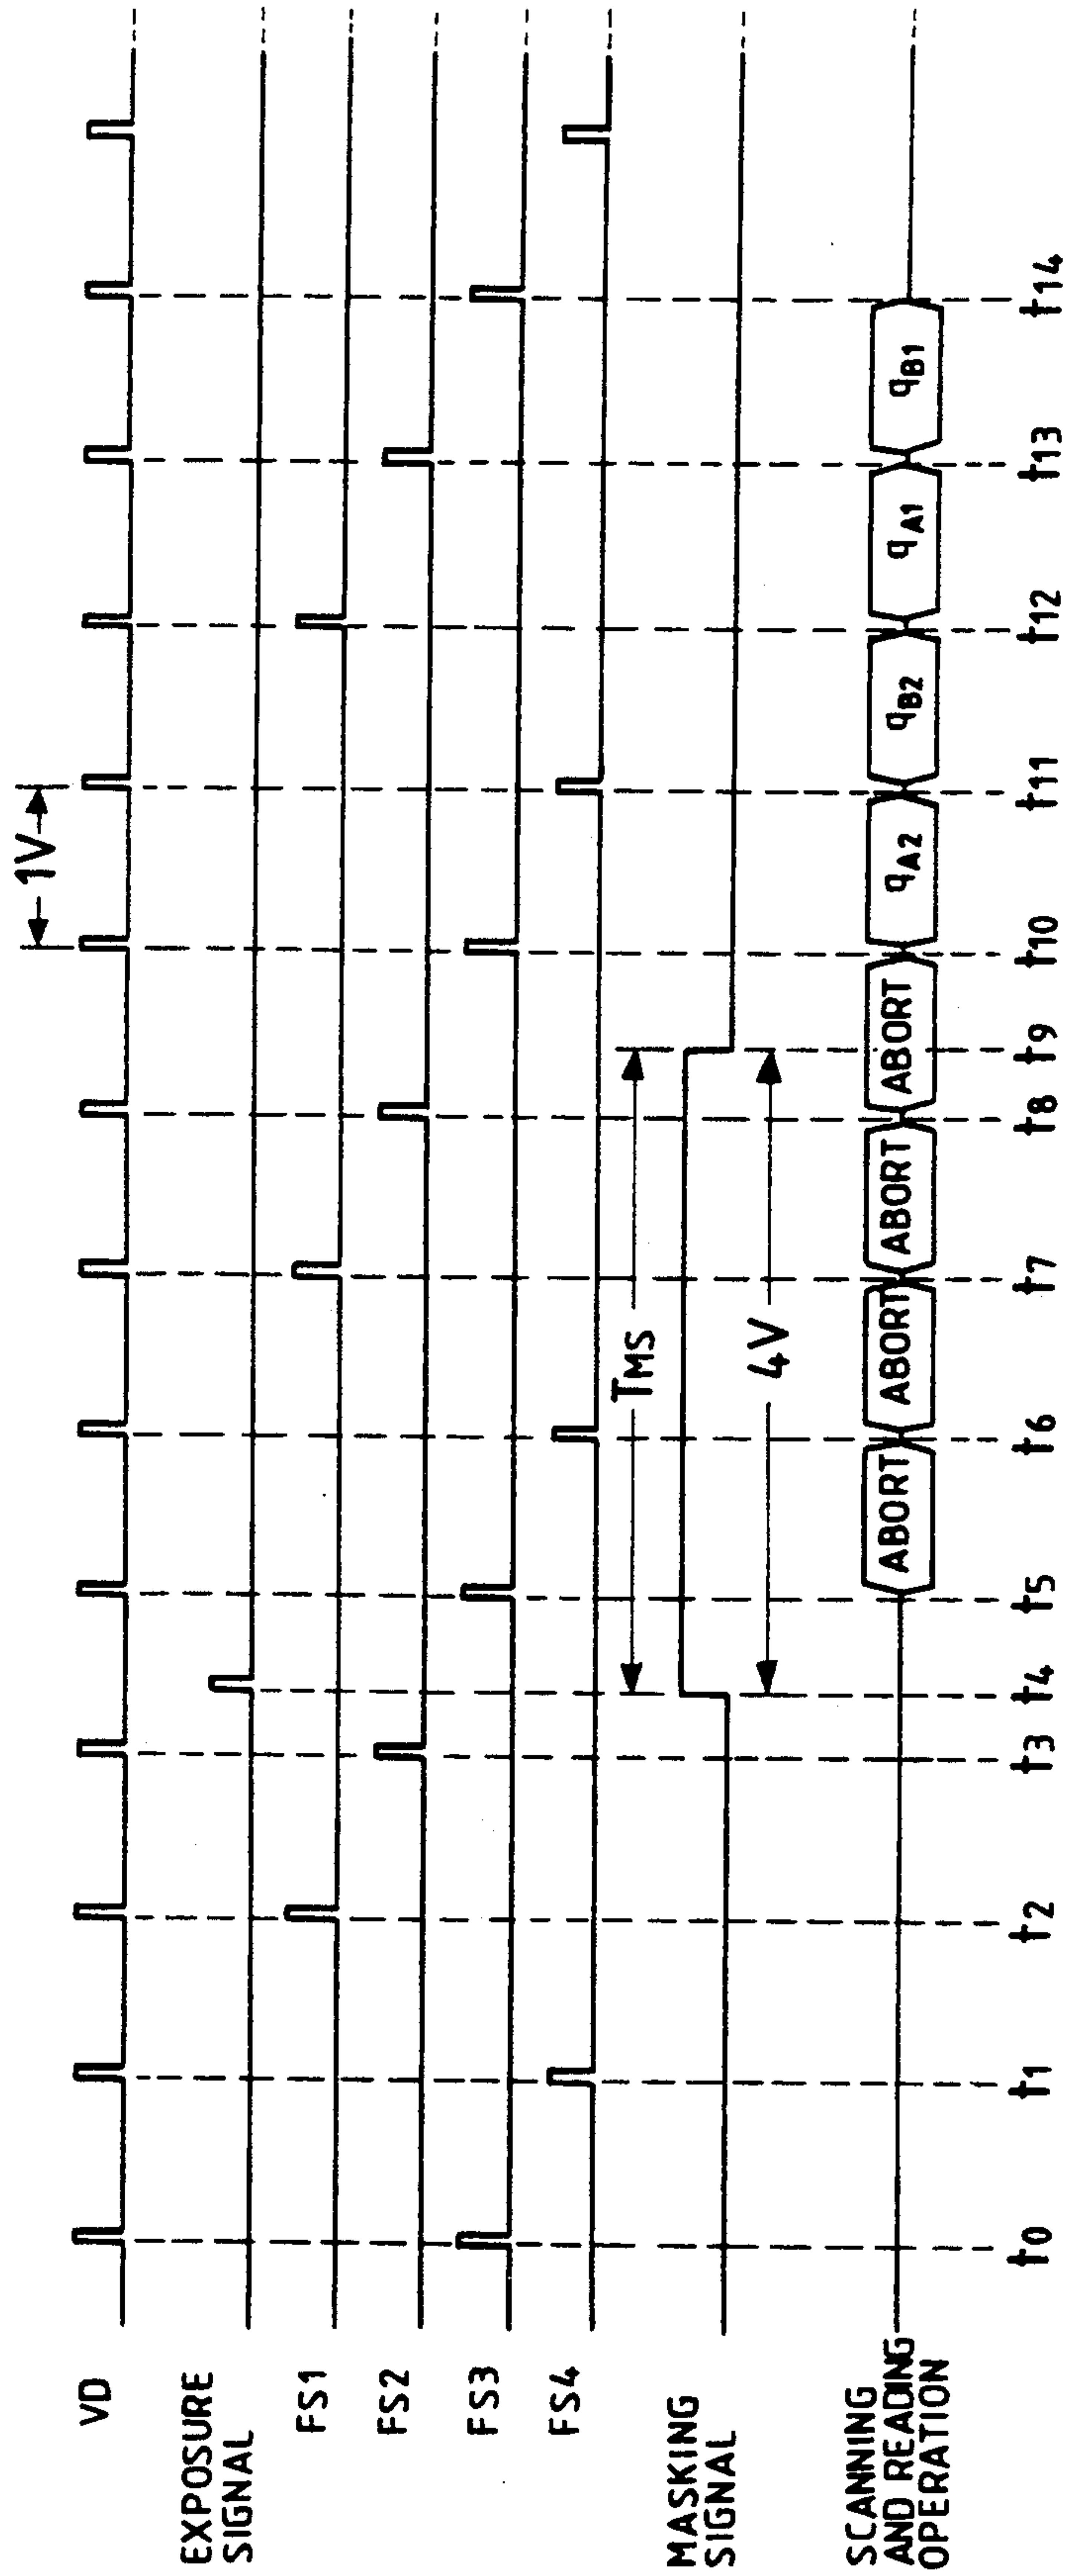 1V
VD
EXPOSURE
SIGNAL
FS1
FS2
FS3
FS4
TMS
MASKING
SIGNAL
4V
SCANNING
AND READING
OPERATION
ABORT
ABORT
ABORT
ABORT
qA2
qB2
qA1
qB1
t0
t1
t2
t3
t4
t5
t6
t7
t8
t9
t10
t11
t12
t13
t14